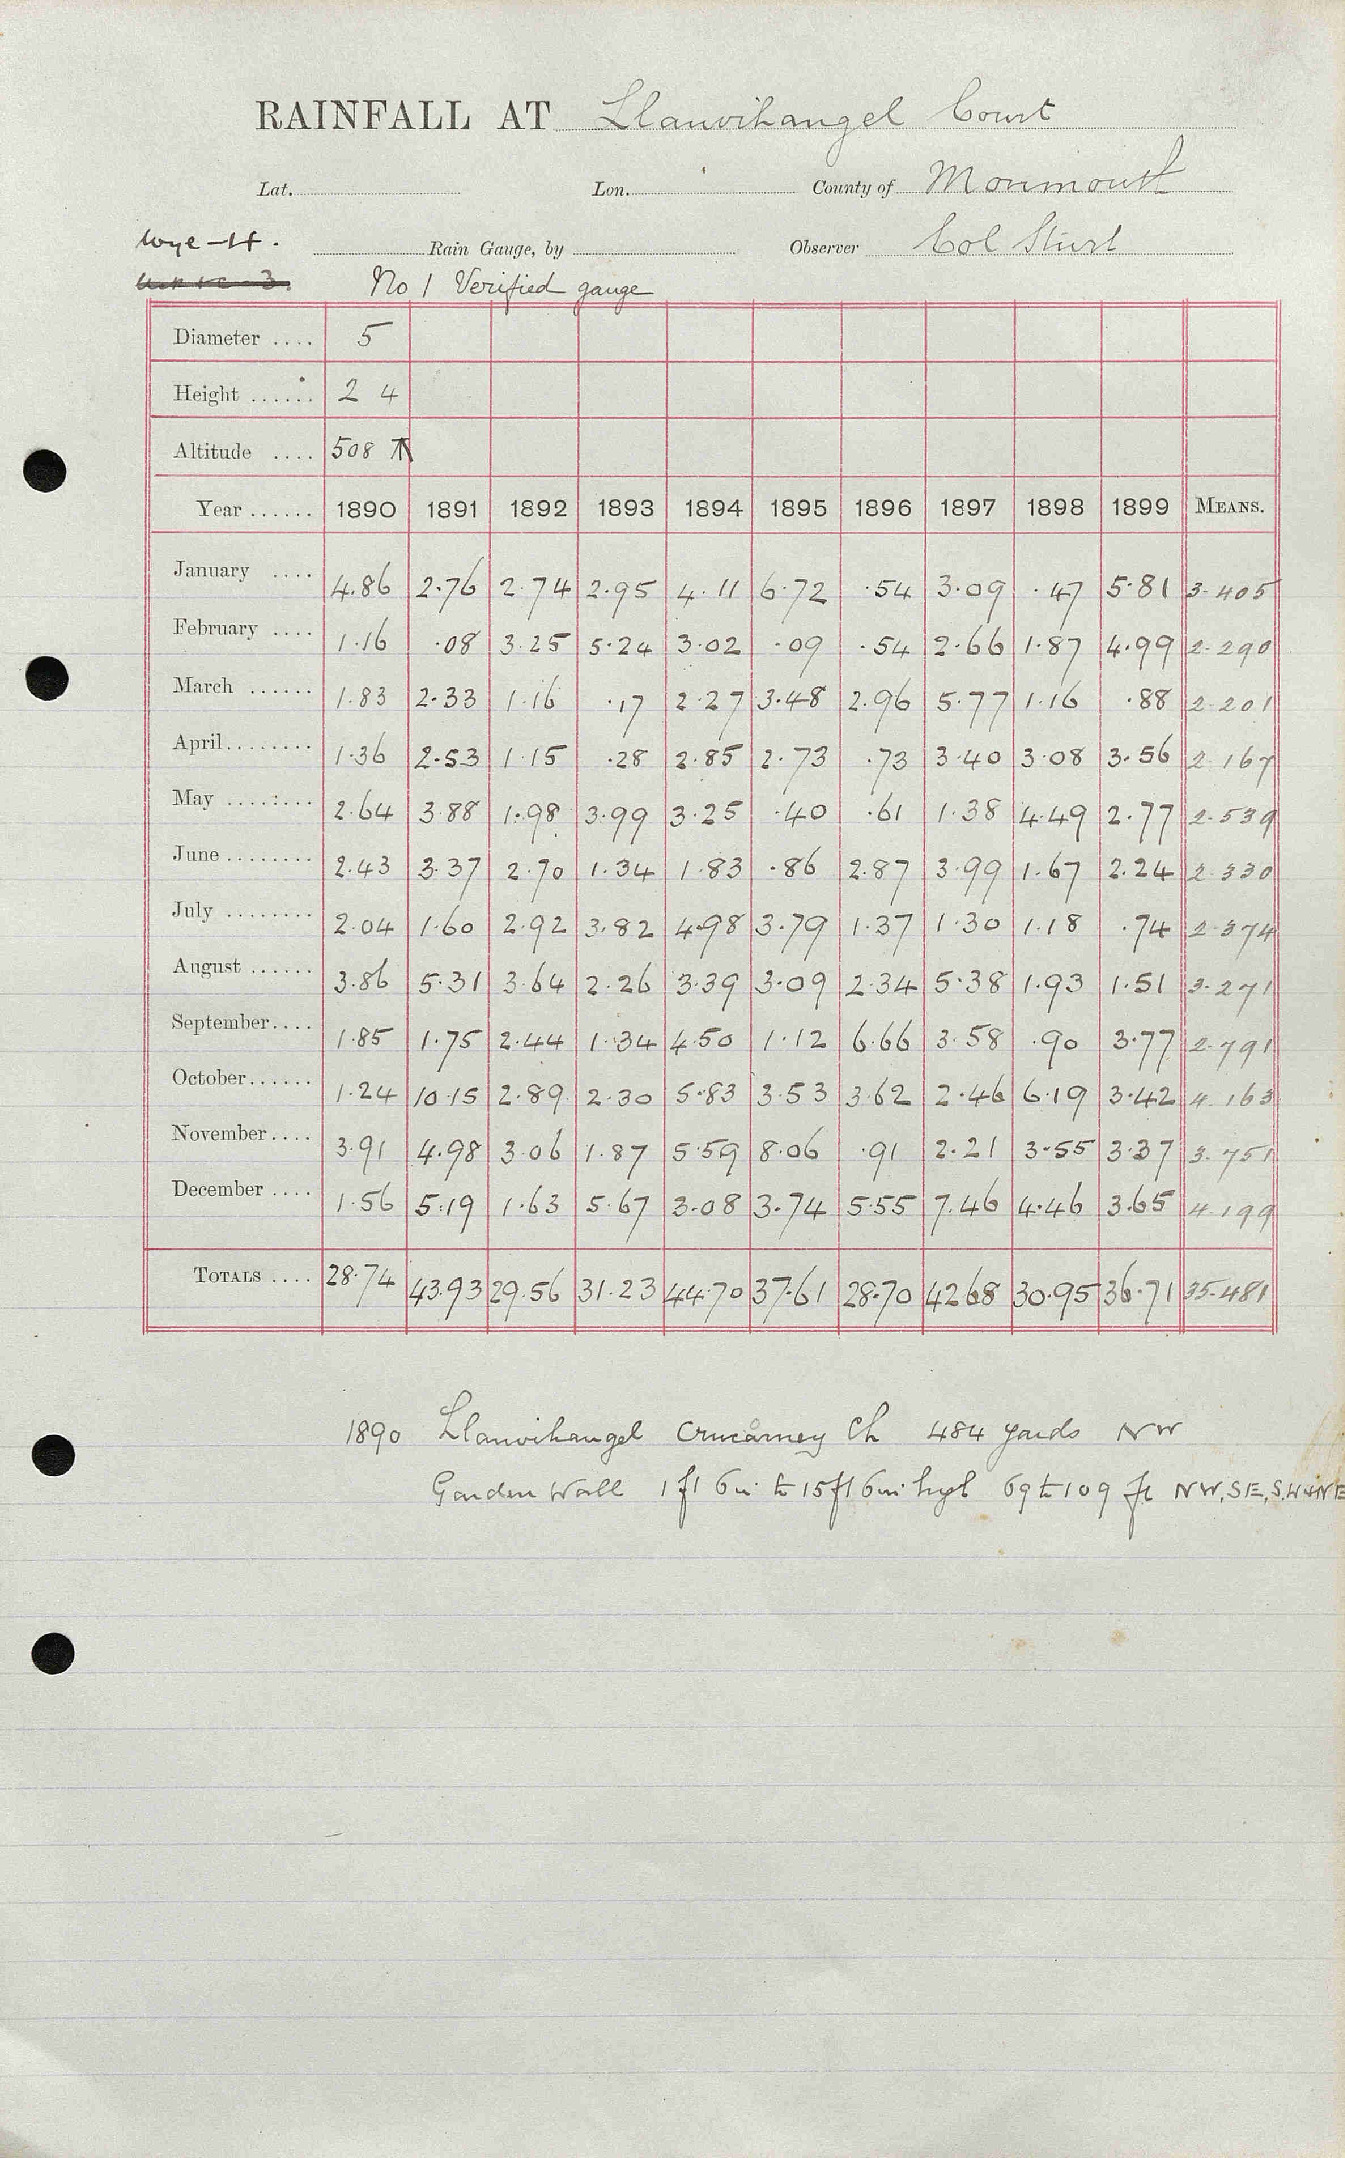 RAINFALL AT Llanvihangel Court
Lat. Lon. County of Monmouth
Wye - H. Rain Gauge, by Observer Col Sturt
No 1 Verified gauge
Diameter .... 5
Height ...... 2 4
Altitude .... 508 ↑
Year ...... 1890 1891 1892 1893 1894 1895 1896 1897 1898 1899 MEANS.
January .... 4.86 2.76 2.74 2.95 4.11 6.72 .54 3.09 .47 5.81 3.405
February .... 1.16 .08 3.25 5.24 3.02 .09 .54 2.66 1.87 4.99 2.290
March ...... 1.83 2.33 1.16 .17 2.27 3.48 2.96 5.77 1.16 .88 2.201
April ........ 1.36 2.53 1.15 .28 2.85 2.73 .73 3.40 3.08 3.56 2.167
May ........ 2.64 3.88 1.98 3.99 3.25 .40 .61 1.38 4.49 2.77 2.539
June ........ 2.43 3.37 2.70 1.34 1.83 .86 2.87 3.99 1.67 2.24 2.330
July ........ 2.04 1.60 2.92 3.82 4.98 3.79 1.37 1.30 1.18 .74 2.374
August ...... 3.86 5.31 3.64 2.26 3.39 3.09 2.34 5.38 1.93 1.51 3.271
September .... 1.85 1.75 2.44 1.34 4.50 1.12 6.66 3.58 .90 3.77 2.791
October ...... 1.24 10.15 2.89 2.30 5.83 3.53 3.62 2.46 6.19 3.42 4.163
November .... 3.91 4.98 3.06 1.87 5.59 8.06 .91 2.21 3.55 3.37 3.751
December .... 1.56 5.19 1.63 5.67 3.08 3.74 5.55 7.46 4.46 3.65 4.199
TOTALS .... 28.74 43.93 29.56 31.23 44.70 37.61 28.70 42.68 30.95 36.71 35.481
1890 Llanvihangel Crucorney Ch 484 yards NW
Garden Wall 1 ft 6 in to 15 ft 6 in high 69 to 109 ft NW, SE, SW & NE